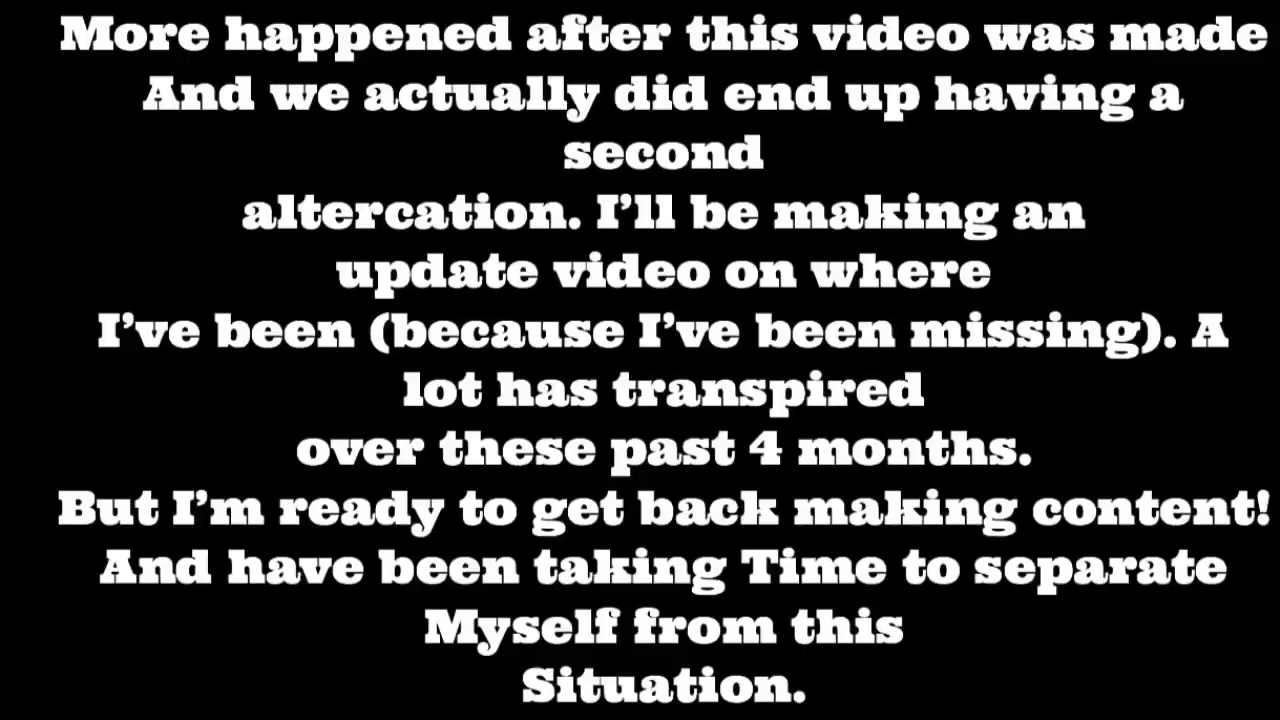 More happened after this video was made
And we actually did end up having a
second
altercation. I'll be making an
update video on where
I've been (because I've been missing). A
lot has transpired
over these past 4 months.
But I'm ready to get back making content!
And have been taking Time to separate
Myself from this
Situation.